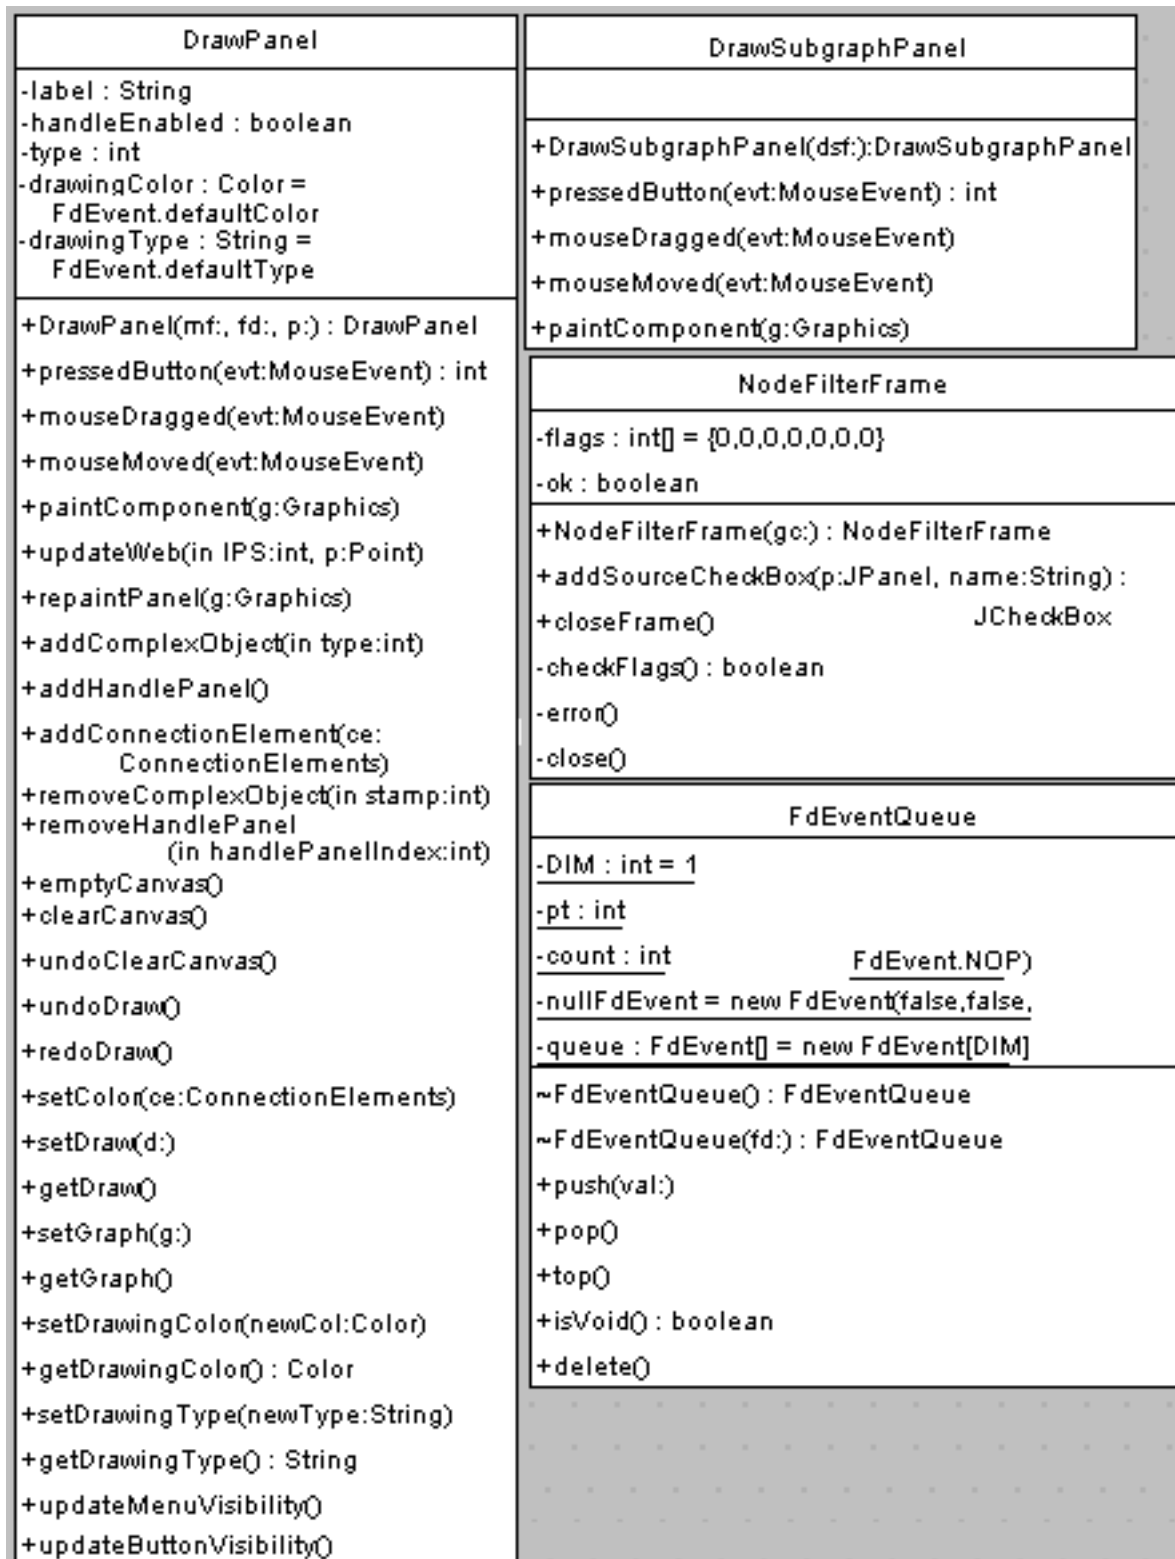 DrawPanel
-label : String
-handleEnabled : boolean
-type : int
-drawingColor : Color =
FdEvent.defaultColor
-drawingType : String =
FdEvent.defaultType
+DrawPanel(mf:, fd:, p:) : DrawPanel
+pressedButton(evt:MouseEvent) : int
+mouseDragged(evt:MouseEvent)
+mouseMoved(evt:MouseEvent)
+paintComponent(g:Graphics)
+updateWeb(in IPS:int, p:Point)
+repaintPanel(g:Graphics)
+addComplexObject(in type:int)
+addHandlePanel()
+addConnectionElement(ce:
ConnectionElements)
+removeComplexObject(in stamp:int)
+removeHandlePanel
(in handlePanelIndex:int)
+emptyCanvas()
+clearCanvas()
+undoClearCanvas()
+undoDraw()
+redoDraw()
+setColor(ce:ConnectionElements)
+setDraw(d:)
+getDraw()
+setGraph(g:)
+getGraph()
+setDrawingColor(newCol:Color)
+getDrawingColor() : Color
+setDrawingType(newType:String)
+getDrawingType() : String
+updateMenuVisibility()
+updateButtonVisibility()
DrawSubgraphPanel
+DrawSubgraphPanel(dsf:):DrawSubgraphPanel
+pressedButton(evt:MouseEvent) : int
+mouseDragged(evt:MouseEvent)
+mouseMoved(evt:MouseEvent)
+paintComponent(g:Graphics)
NodeFilterFrame
-flags : int[] = {0,0,0,0,0,0,0}
-ok : boolean
+NodeFilterFrame(gc:) : NodeFilterFrame
+addSourceCheckBox(p:JPanel, name:String) :
JCheckBox
+closeFrame()
-checkFlags() : boolean
-error()
-close()
FdEventQueue
-DIM : int = 1
-pt : int
-count : int
-nullFdEvent = new FdEvent(false,false,
FdEvent.NOP)
-queue : FdEvent[] = new FdEvent[DIM]
~FdEventQueue() : FdEventQueue
~FdEventQueue(fd:) : FdEventQueue
+push(val:)
+pop()
+top()
+isVoid() : boolean
+delete()